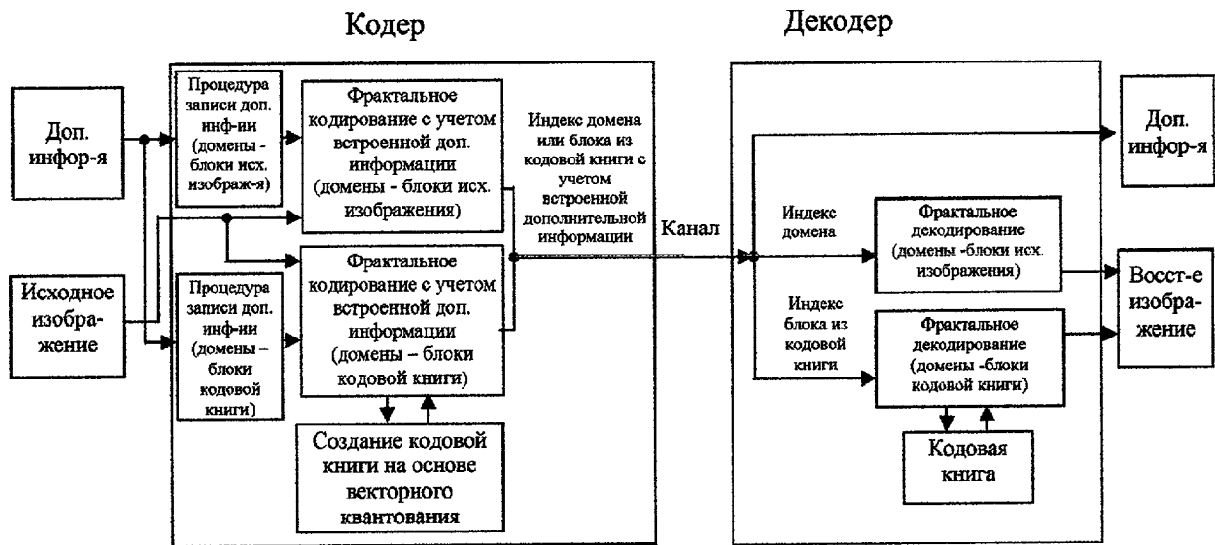 Кодер
Декодер
Доп.
инфор-я
Исходное
изобра-
жение
Процедура
записи доп.
инф-ии
(домены -
блоки исх.
изображ-я)
Фрактальное
кодирование с учетом
встроенной доп.
информации
(домены - блоки исх.
изображения)
Процедура
записи доп.
инф-ии
(домены –
блоки
кодовой
книги)
Фрактальное
кодирование с учетом
встроенной доп.
информации
(домены – блоки
кодовой книги)
Создание кодовой
книги на основе
векторного
квантования
Индекс домена
или блока из
кодовой книги с
учетом
встроенной
дополнительной
информации
Канал
Индекс
домена
Индекс
блока из
кодовой
книги
Фрактальное
декодирование
(домены -блоки исх.
изображения)
Фрактальное
декодирование
(домены -блоки
кодовой книги)
Кодовая
книга
Доп.
инфор-я
Восст-е
изобра-
жение